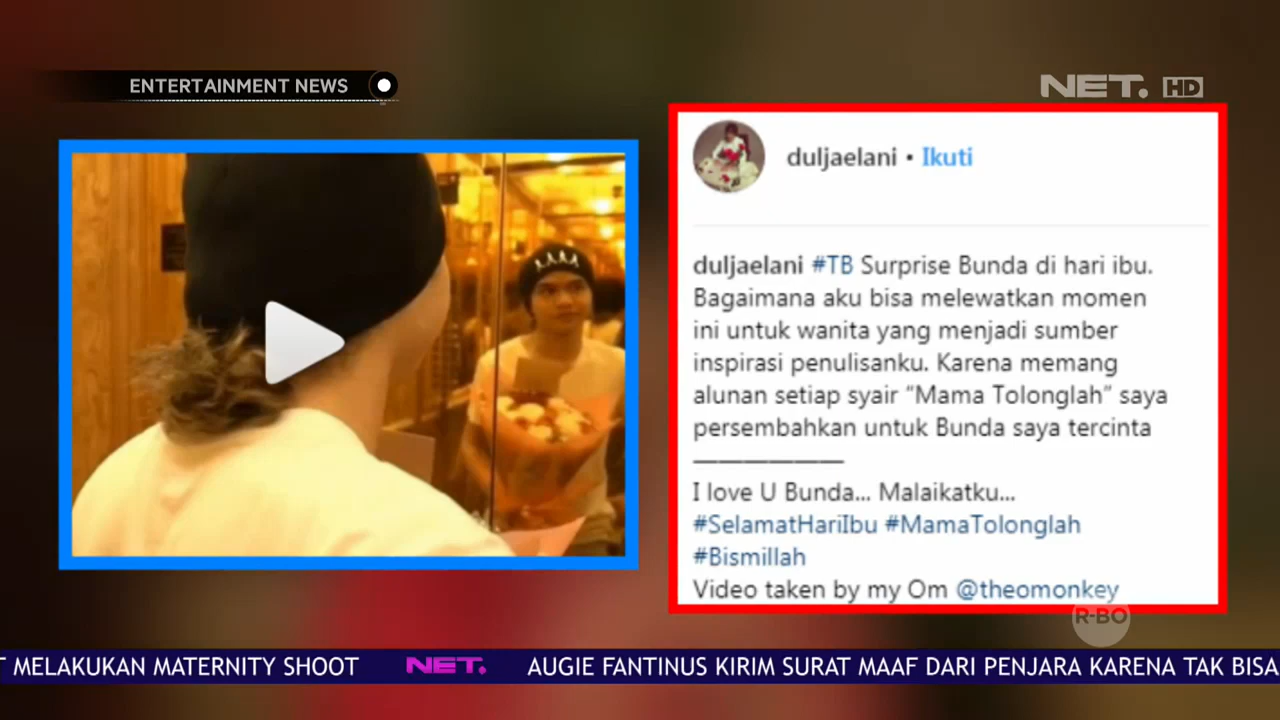 ENTERTAINMENT NEWS
NET. HD
duljaelani • Ikuti
duljaelani #TB Surprise Bunda di hari ibu.
Bagaimana aku bisa melewatkan momen
ini untuk wanita yang menjadi sumber
inspirasi penulisanku. Karena memang
alunan setiap syair “Mama Tolonglah” saya
persembahkan untuk Bunda saya tercinta
——————
I love U Bunda... Malaikatku...
#SelamatHariIbu #MamaTolonglah
#Bismillah
Video taken by my Om @theomonkey
R-BO
T MELAKUKAN MATERNITY SHOOT NET. AUGIE FANTINUS KIRIM SURAT MAAF DARI PENJARA KARENA TAK BISA